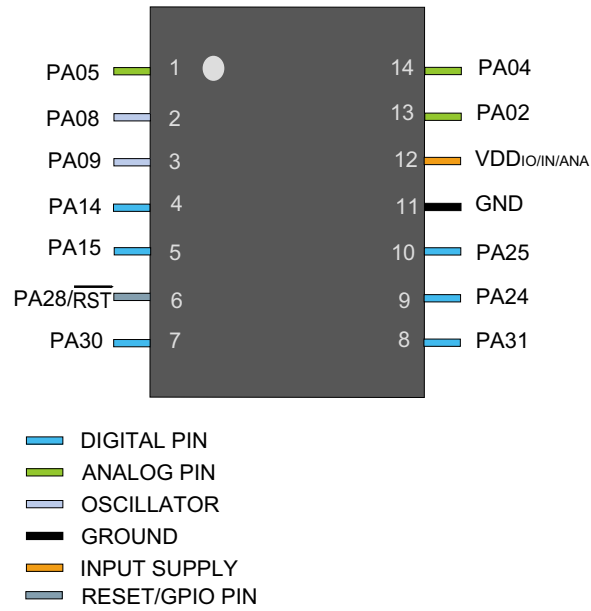 PA05 1 14 PA04
PA08 2 13 PA02
PA09 3 12 VDDIO/IN/ANA
PA14 4 11 GND
PA15 5 10 PA25
PA28/RST 6 9 PA24
PA30 7 8 PA31
DIGITAL PIN
ANALOG PIN
OSCILLATOR
GROUND
INPUT SUPPLY
RESET/GPIO PIN